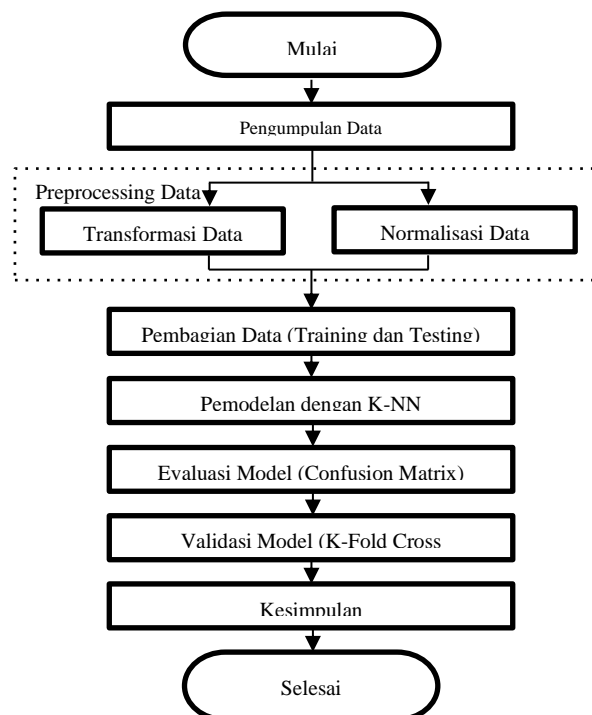 Mulai
Pengumpulan Data
Preprocessing Data
Transformasi Data
Normalisasi Data
Pembagian Data (Training dan Testing)
Pemodelan dengan K-NN
Evaluasi Model (Confusion Matrix)
Validasi Model (K-Fold Cross
Kesimpulan
Selesai